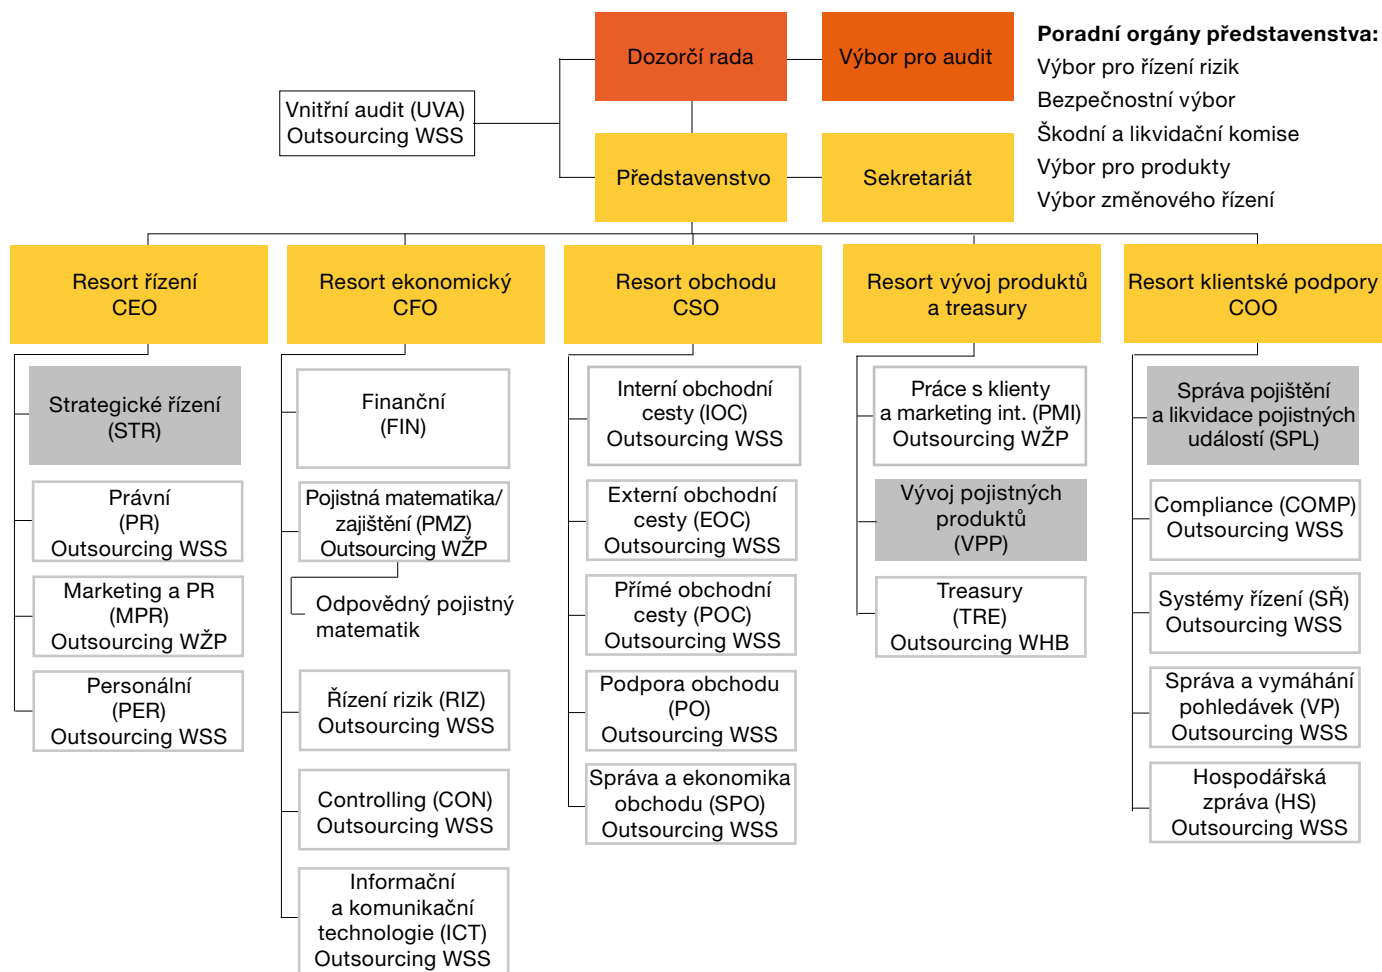 Dozorčí rada
Výbor pro audit
Poradní orgány představenstva:
Výbor pro řízení rizik
Bezpečnostní výbor
Škodní a likvidační komise
Výbor pro produkty
Výbor změnového řízení
Vnitřní audit (UVA)
Outsourcing WSS
Představenstvo
Sekretariát
Resort řízení
CEO
Resort ekonomický
CFO
Resort obchodu
CSO
Resort vývoj produktů
a treasury
Resort klientské podpory
COO
Strategické řízení
(STR)
Právní
(PR)
Outsourcing WSS
Marketing a PR
(MPR)
Outsourcing WŽP
Personální
(PER)
Outsourcing WSS
Finanční
(FIN)
Pojistná matematika/
zajištění (PMZ)
Outsourcing WŽP
Odpovědný pojistný
matematik
Řízení rizik (RIZ)
Outsourcing WSS
Controlling (CON)
Outsourcing WSS
Informační
a komunikační
technologie (ICT)
Outsourcing WSS
Interní obchodní
cesty (IOC)
Outsourcing WSS
Externí obchodní
cesty (EOC)
Outsourcing WSS
Přímé obchodní
cesty (POC)
Outsourcing WSS
Podpora obchodu
(PO)
Outsourcing WSS
Správa a ekonomika
obchodu (SPO)
Outsourcing WSS
Práce s klienty
a marketing int. (PMI)
Outsourcing WŽP
Vývoj pojistných
produktů
(VPP)
Treasury
(TRE)
Outsourcing WHB
Správa pojištění
a likvidace pojistných
událostí (SPL)
Compliance (COMP)
Outsourcing WSS
Systémy řízení (SŘ)
Outsourcing WSS
Správa a vymáhání
pohledávek (VP)
Outsourcing WSS
Hospodářská
zpráva (HS)
Outsourcing WSS